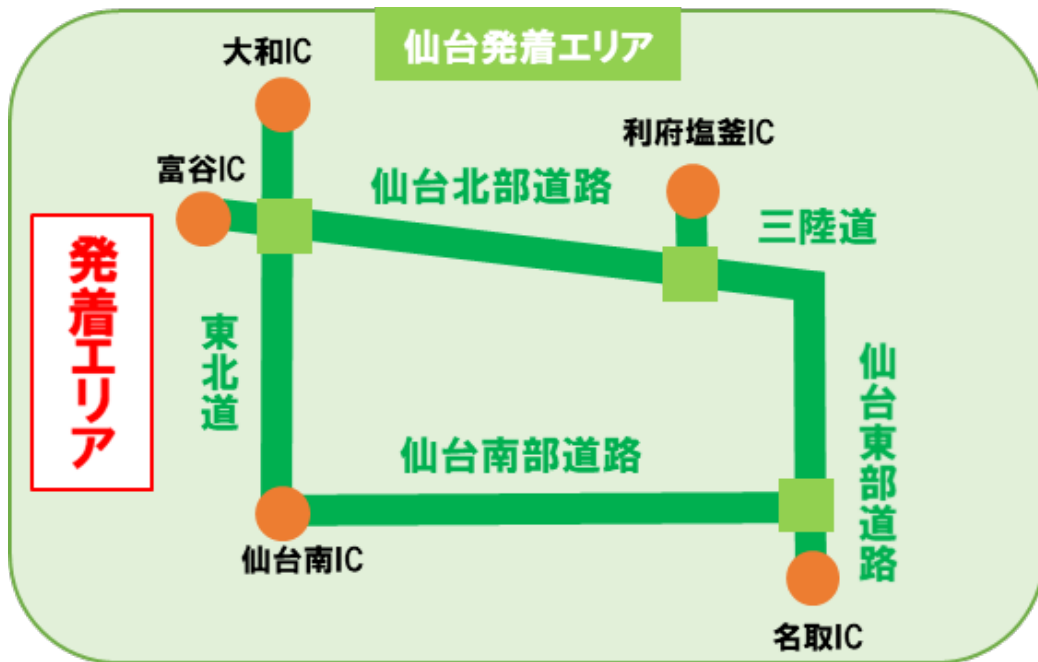 仙台発着エリア
大和IC
利府塩釜IC
富谷IC
仙台北部道路
三陸道
発着エリア
東北道
仙台東部道路
仙台南部道路
仙台南IC
名取IC